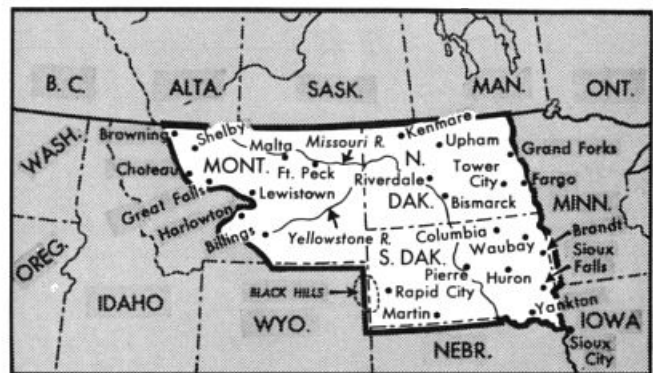 B. C.
ALTA.
SASK.
MAN.
ONT.
WASH.
Browning
Shelby
Malta
Missouri R.
Kenmare
Upham
Grand Forks
Choteau
MONT.
Ft. Peck
N.
DAK.
Riverdale
Tower
City
Fargo
Great Falls
Lewistown
Bismarck
MINN.
Harlowton
Billings
Yellowstone R.
Columbia
Waubay
Brandt
OREG.
S. DAK.
Pierre
Huron
Sioux
Falls
IDAHO
BLACK HILLS
Rapid City
WYO.
Martin
Yankton
IOWA
NEBR.
Sioux
City